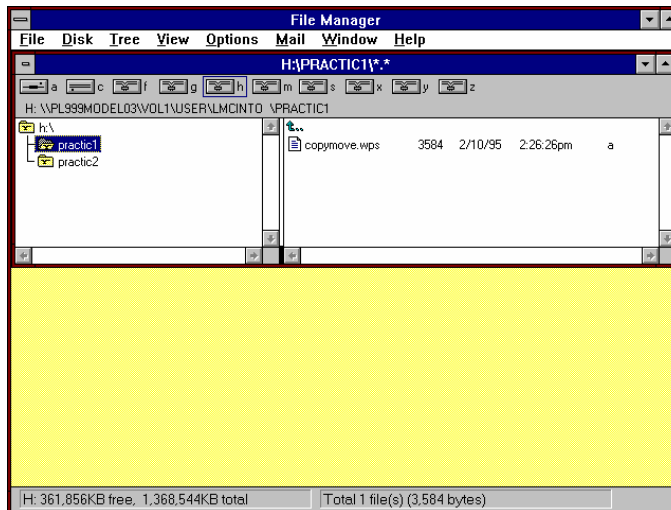 File Manager
File Disk Tree View Options Mail Window Help
H:\PRACTIC1\*.*
a c f g h m s x y z
H: \\PL999MODEL03\VOL1\USER\LMCINTO \PRACTIC1
h:\
practic1
practic2
..
copymove.wps 3584 2/10/95 2:26:26pm a
H: 361,856KB free, 1,368,544KB total Total 1 file(s) (3,584 bytes)